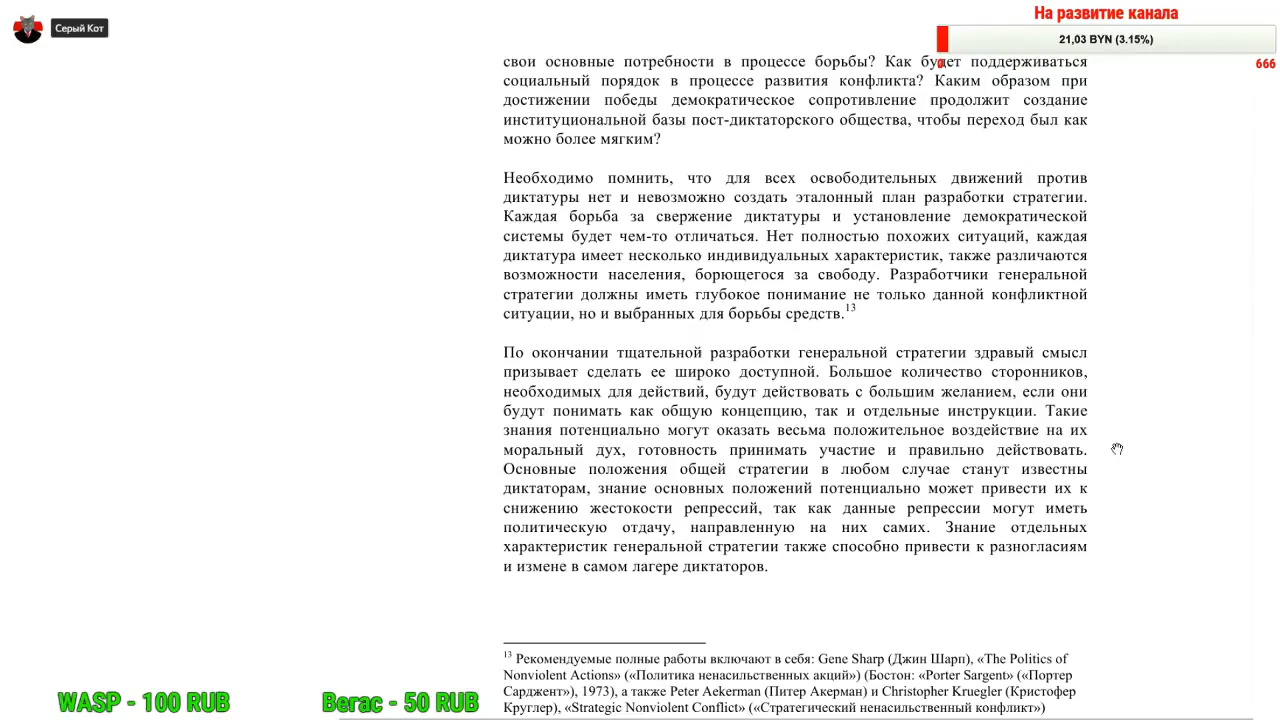 Серый Кот
На развитие канала
21,03 BYN (3.15%)
0
666
свои основные потребности в процессе борьбы? Как будет поддерживаться
социальный порядок в процессе развития конфликта? Каким образом при
достижении победы демократическое сопротивление продолжит создание
институциональной базы пост-диктаторского общества, чтобы переход был как
можно более мягким?
Необходимо помнить, что для всех освободительных движений против
диктатуры нет и невозможно создать эталонный план разработки стратегии.
Каждая борьба за свержение диктатуры и установление демократической
системы будет чем-то отличаться. Нет полностью похожих ситуаций, каждая
диктатура имеет несколько индивидуальных характеристик, также различаются
возможности населения, борющегося за свободу. Разработчики генеральной
стратегии должны иметь глубокое понимание не только данной конфликтной
ситуации, но и выбранных для борьбы средств.13
По окончании тщательной разработки генеральной стратегии здравый смысл
призывает сделать ее широко доступной. Большое количество сторонников,
необходимых для действий, будут действовать с большим желанием, если они
будут понимать как общую концепцию, так и отдельные инструкции. Такие
знания потенциально могут оказать весьма положительное воздействие на их
моральный дух, готовность принимать участие и правильно действовать.
Основные положения общей стратегии в любом случае станут известны
диктаторам, знание основных положений потенциально может привести их к
снижению жестокости репрессий, так как данные репрессии могут иметь
политическую отдачу, направленную на них самих. Знание отдельных
характеристик генеральной стратегии также способно привести к разногласиям
и измене в самом лагере диктаторов.
13 Рекомендуемые полные работы включают в себя: Gene Sharp (Джин Шарп), «The Politics of
Nonviolent Actions» («Политика ненасильственных акций») (Бостон: «Porter Sargent» («Портер
Сарджент»), 1973), а также Peter Aekerman (Питер Акерман) и Christopher Kruegler (Кристофер
Круглер), «Strategic Nonviolent Conflict» («Стратегический ненасильственный конфликт»)
WASP - 100 RUB
Вегас - 50 RUB